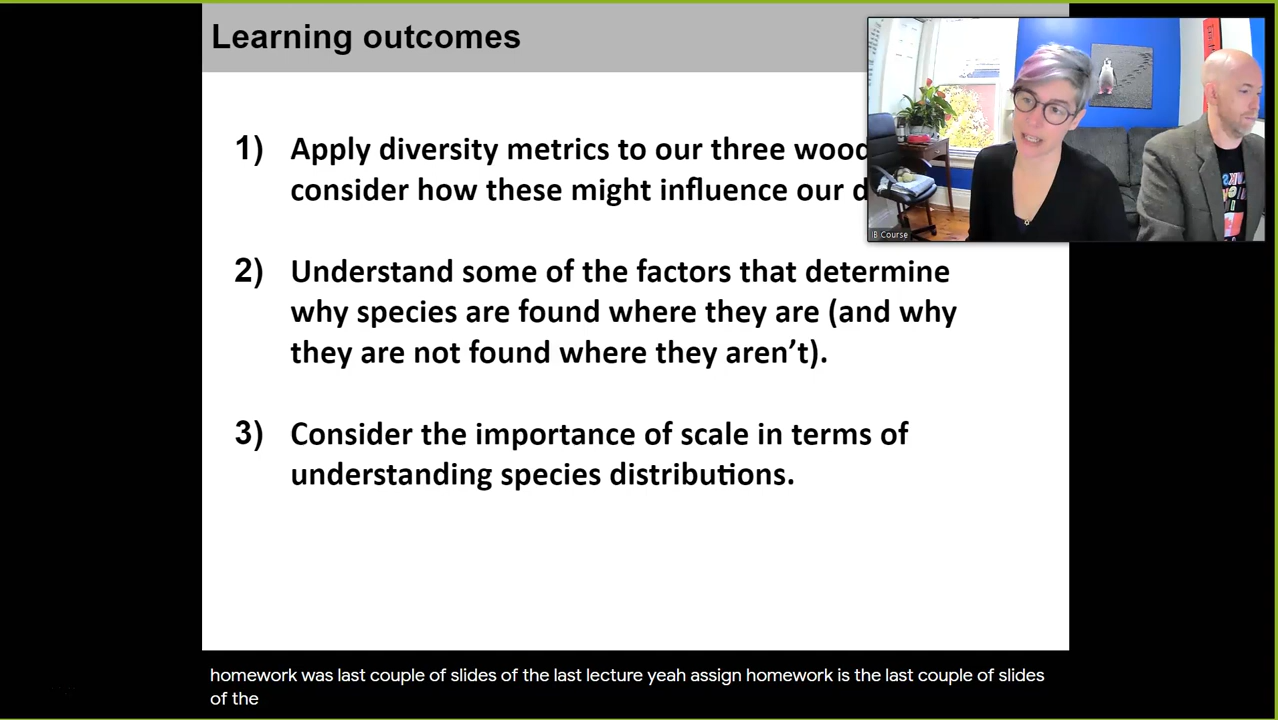 Learning outcomes
1) Apply diversity metrics to our three
consider how these might influence our
2) Understand some of the factors that determine
why species are found where they are (and why
they are not found where they aren’t).
3) Consider the importance of scale in terms of
understanding species distributions.
IB Course
homework was last couple of slides of the last lecture yeah assign homework is the last couple of slides
of the